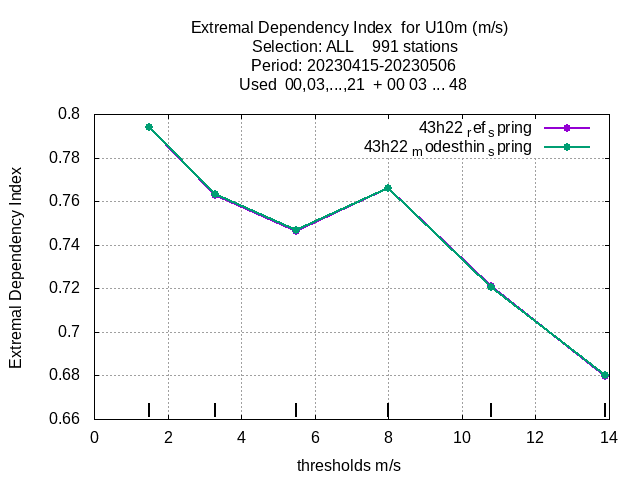 Extremal Dependency Index  for U10m (m/s)
Selection: ALL    991 stations
Period: 20230415-20230506
Used  00,03,...,21  + 00 03 ... 48
43h22 ref spring
43h22 modesthin spring
Extremal Dependency Index
0.8
0.78
0.76
0.74
0.72
0.7
0.68
0.66
0 2 4 6 8 10 12 14
thresholds m/s